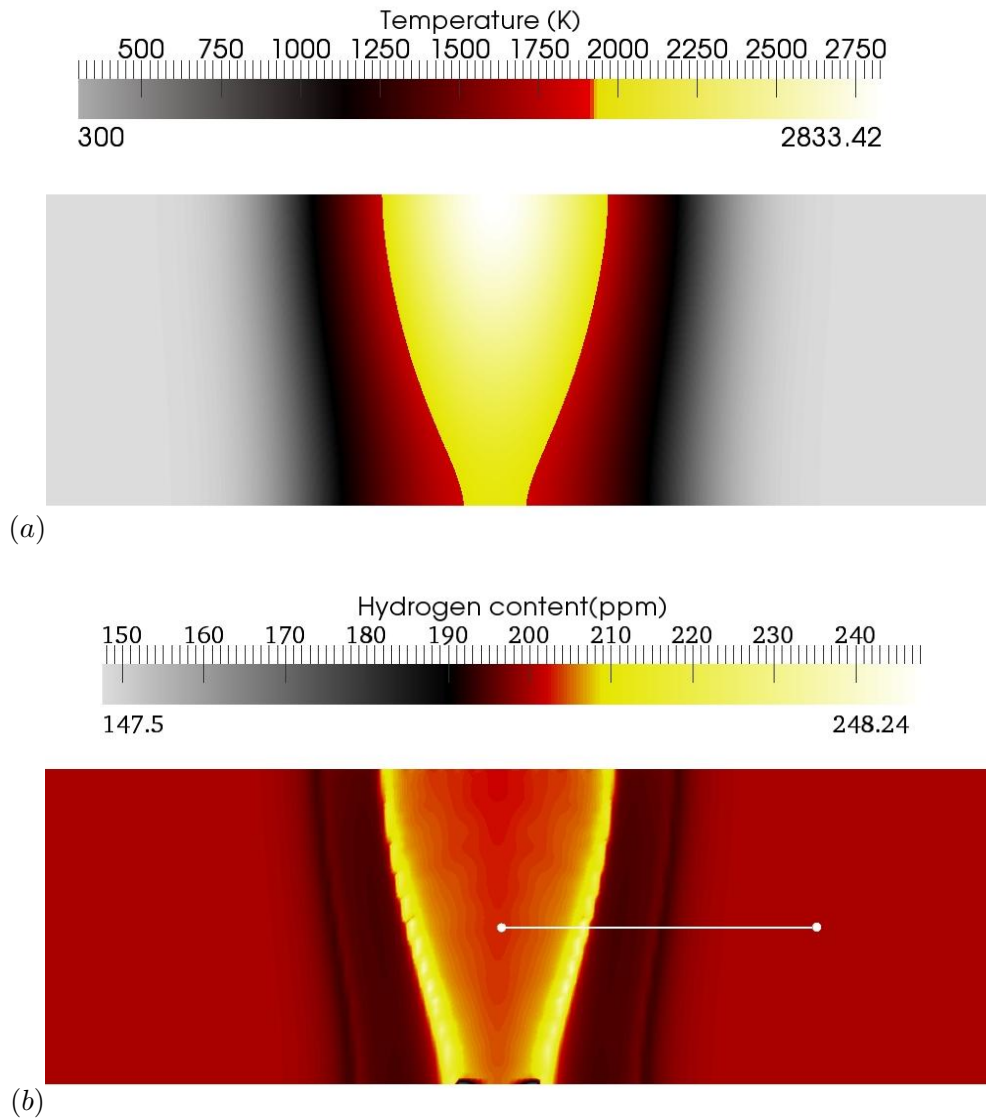 Temperature (K)
500 750 1000 1250 1500 1750 2000 2250 2500 2750
300 2833.42
(a)
Hydrogen content(ppm)
150 160 170 180 190 200 210 220 230 240
147.5 248.24
(b)